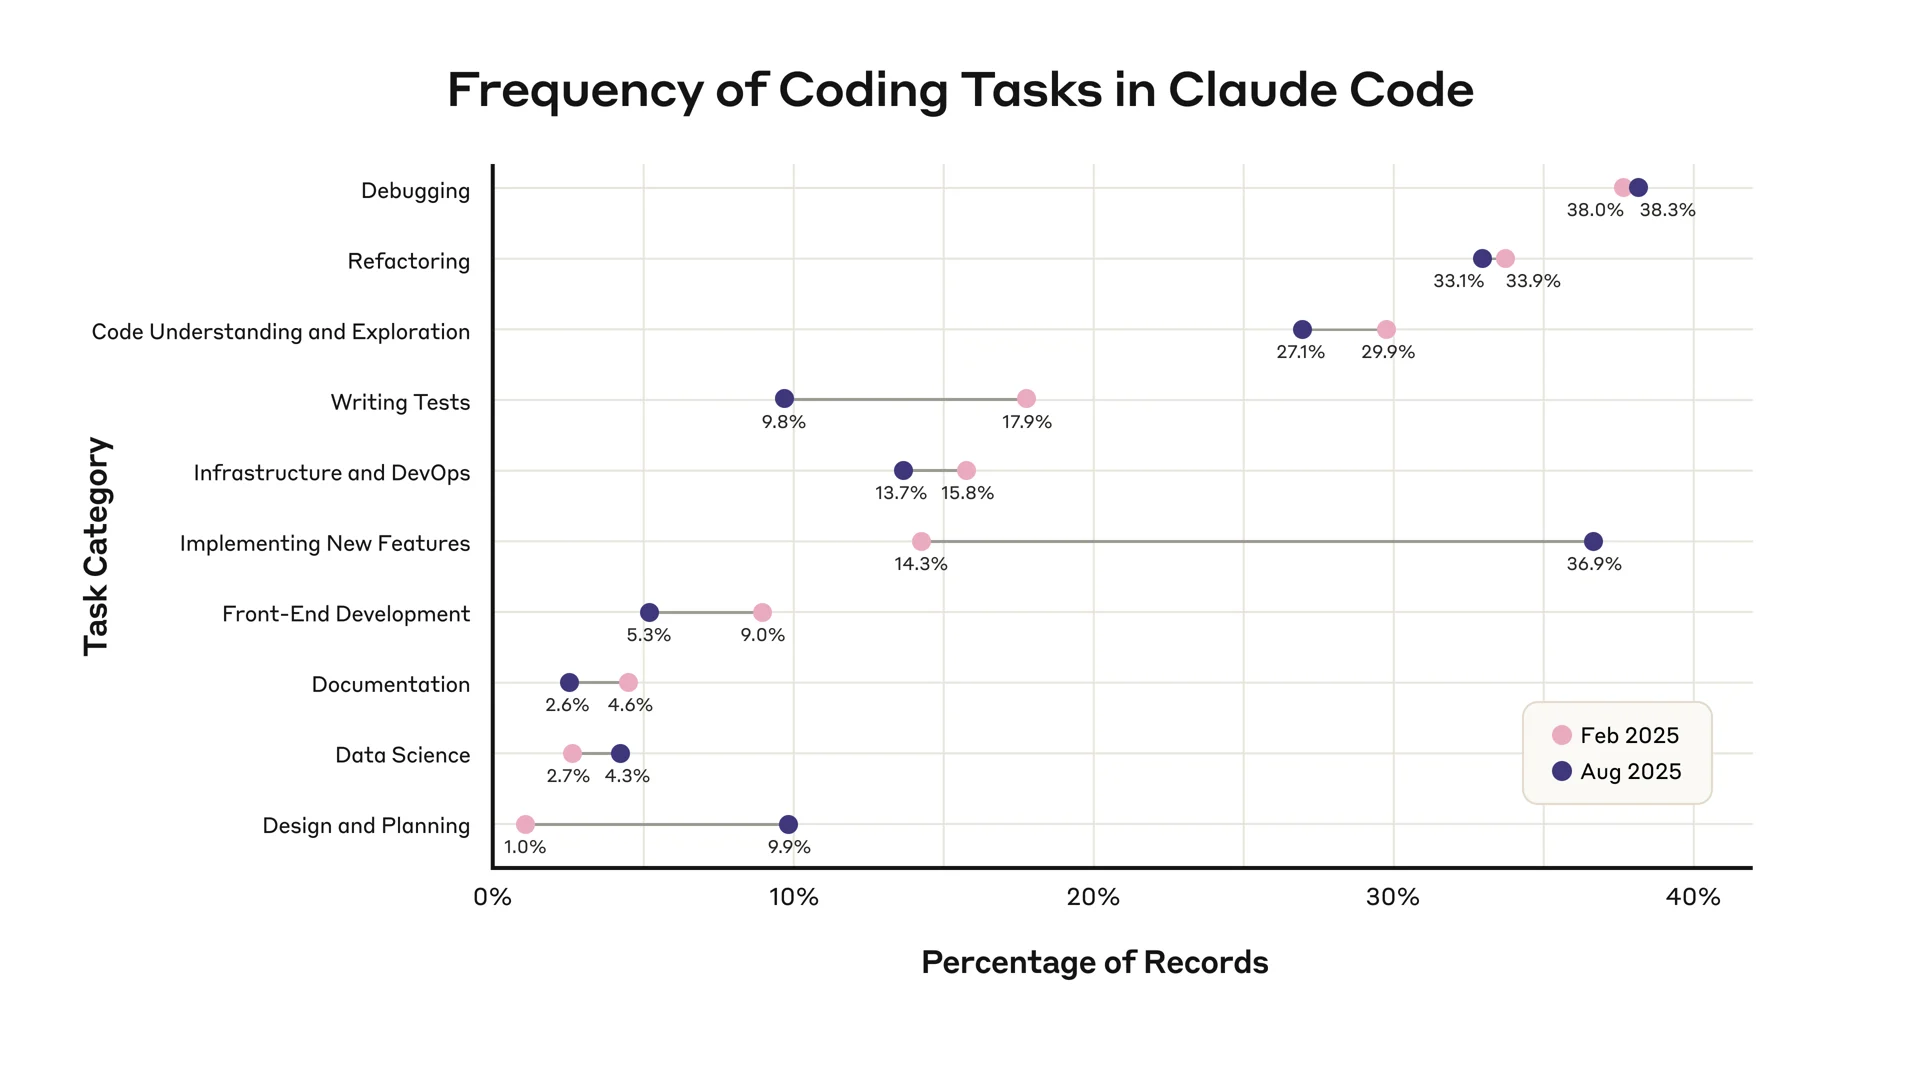 Frequency of Coding Tasks in Claude Code
Task Category
Debugging
38.0% 38.3%
Refactoring
33.1% 33.9%
Code Understanding and Exploration
27.1% 29.9%
Writing Tests
9.8% 17.9%
Infrastructure and DevOps
13.7% 15.8%
Implementing New Features
14.3% 36.9%
Front-End Development
5.3% 9.0%
Documentation
2.6% 4.6%
Data Science
2.7% 4.3%
Design and Planning
1.0% 9.9%
Feb 2025
Aug 2025
0% 10% 20% 30% 40%
Percentage of Records